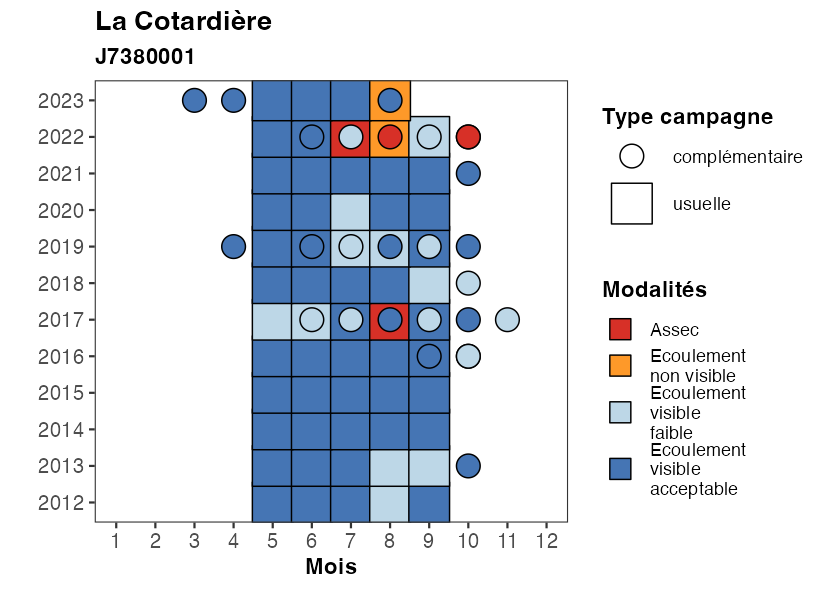 La Cotardière
J7380001
2023
2022
2021
2020
2019
2018
2017
2016
2015
2014
2013
2012
1 2 3 4 5 6 7 8 9 10 11 12
Mois
Type campagne
complémentaire
usuelle
Modalités
Assec
Ecoulement
non visible
Ecoulement
visible
faible
Ecoulement
visible
acceptable